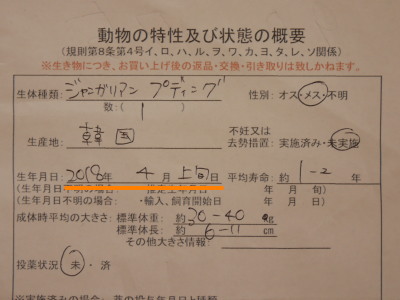 動物の特性及び状態の概要
(規則第8条第4号イ、ロ、ハ、ル、ヲ、ワ、カ、ヨ、タ、レ、ソ関係)
※生き物につき、お買い上げ後の返品・交換・引き取りは致しかねます。
生体種類: ジャンガリアン プディング 性別: オス・メス・不明
数:( 1
生産地: 韓国 不妊又は去勢措置: 実施済み・未実施
生年月日: 2018年 4月 上旬日 平均寿命: 約 1-2 年
(生年月日不明の場合: 推定生年月日 年 月 旬)
(生年月日不明の場合: ・輸入、飼育開始日 年 月 日)
成体時平均の大きさ: 標準体重: 約30-40 g
標準体長: 約 6-11 cm
その他大きさ情報:
投薬状況: 未・済